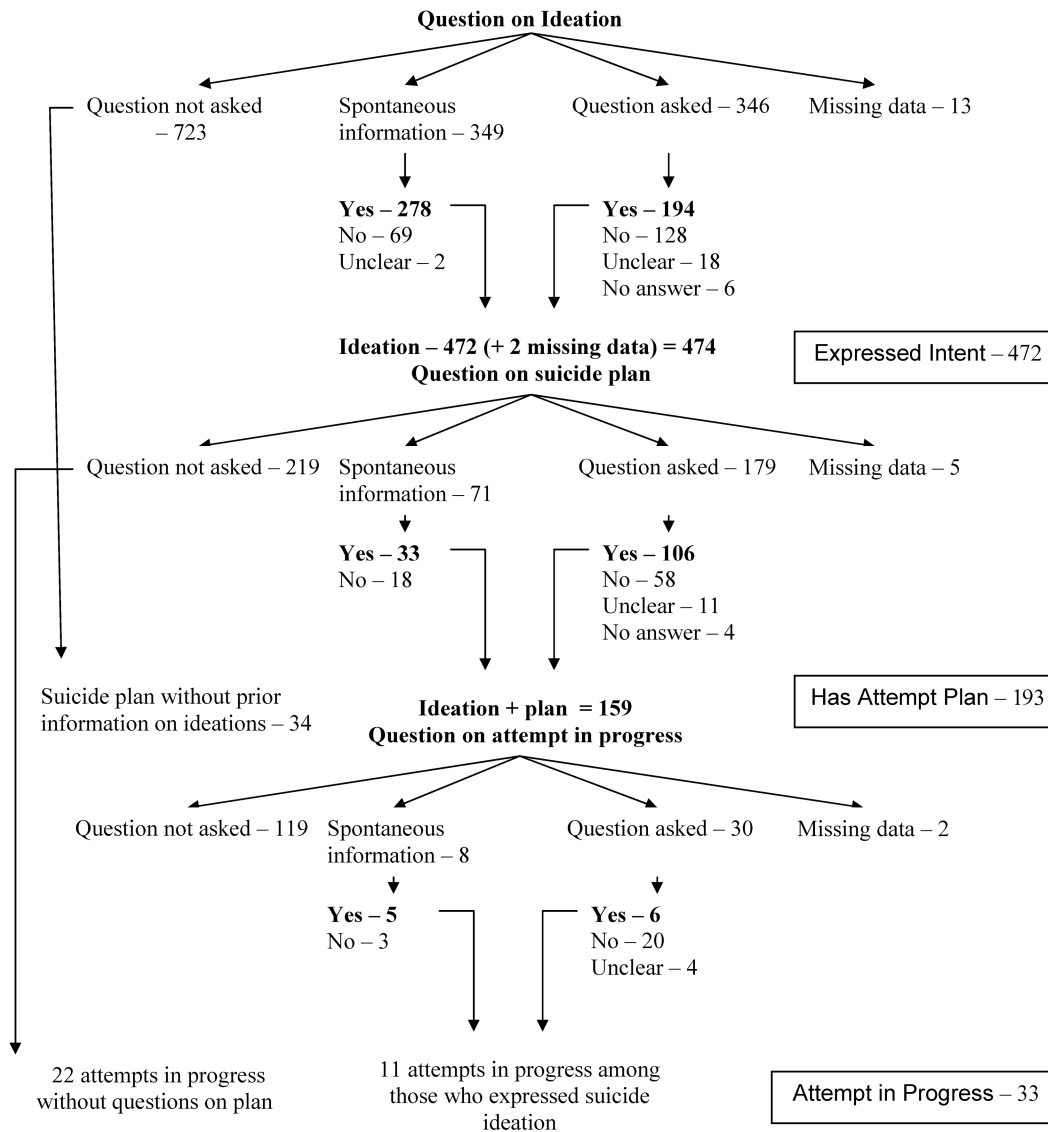 Question on Ideation
Question not asked
– 723
Spontaneous
information – 349
Question asked – 346
Missing data – 13
Yes – 278
No – 69
Unclear – 2
Yes – 194
No – 128
Unclear – 18
No answer – 6
Ideation – 472 (+ 2 missing data) = 474
Question on suicide plan
Expressed Intent – 472
Question not asked – 219
Spontaneous
information – 71
Question asked – 179
Missing data – 5
Yes – 33
No – 18
Yes – 106
No – 58
Unclear – 11
No answer – 4
Suicide plan without prior
information on ideations – 34
Ideation + plan = 159
Question on attempt in progress
Has Attempt Plan – 193
Question not asked – 119
Spontaneous
information – 8
Question asked – 30
Missing data – 2
Yes – 5
No – 3
Yes – 6
No – 20
Unclear – 4
22 attempts in progress
without questions on plan
11 attempts in progress among
those who expressed suicide
ideation
Attempt in Progress – 33